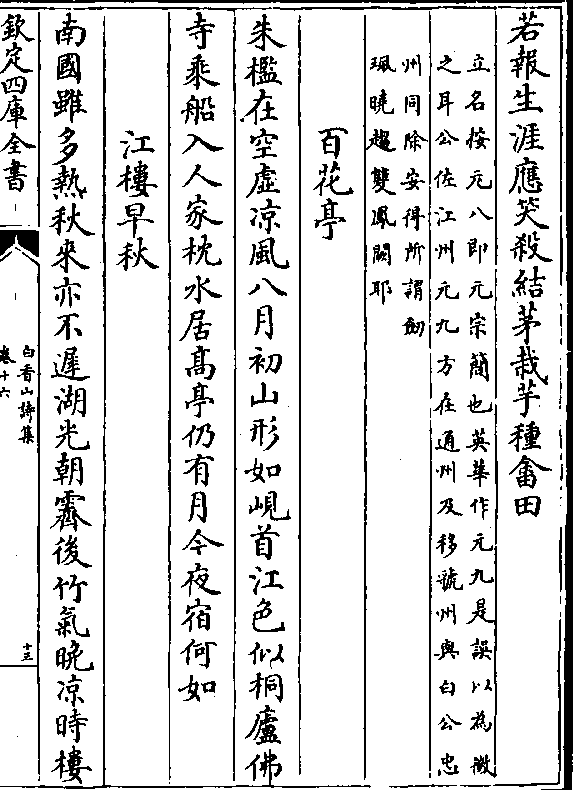 若報生涯應笑殺結茅栽芋種畬田
立名按元八即元宗簡也英華作元九是誤以為微
之耳公佐江州元九方在通州及移虢州與白公忠
州同除安得所謂劒
珮曉趨雙鳳闕耶
百花亭
朱檻在空虛凉風八月初山形如峴首江色似桐廬佛
寺乘船入人家枕水居髙亭仍有月今夜宿何如
江樓早秋
南國雖多熱秋來亦不遲湖光朝霽後竹氣晚凉時樓
欽定四庫全書
白香山詩集
卷十六
十三